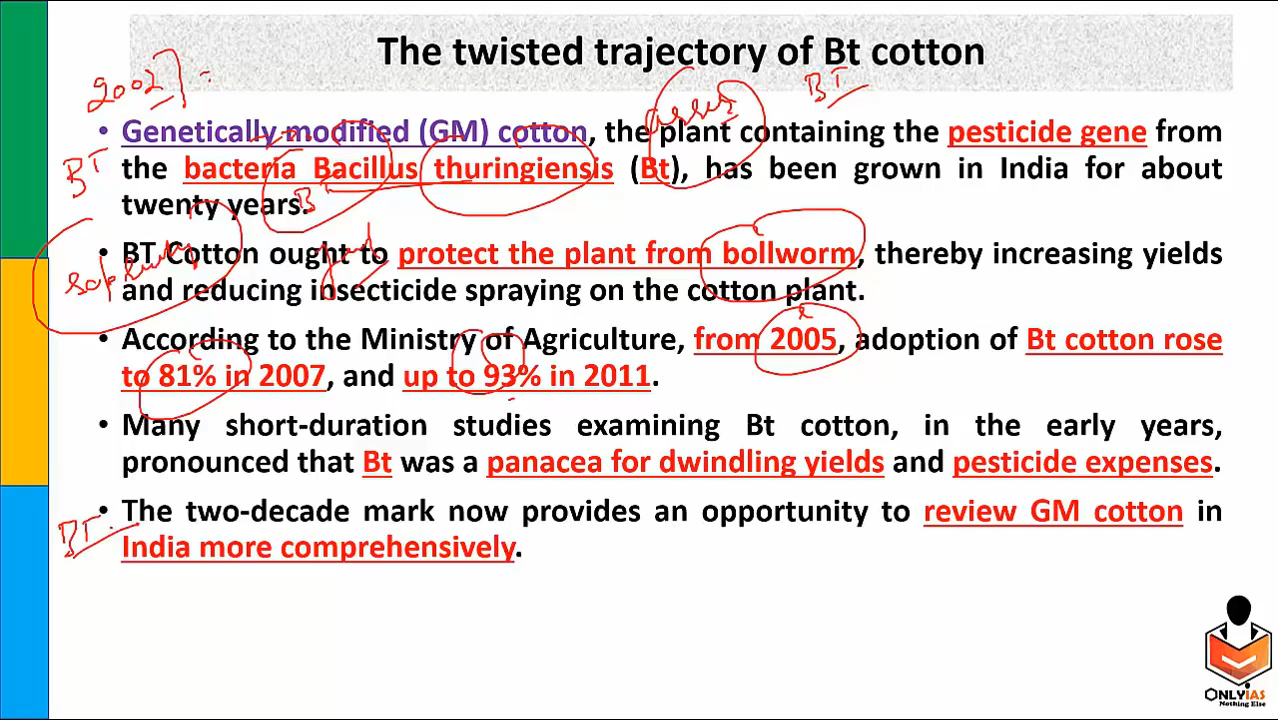 The twisted trajectory of Bt cotton
2002
BT
• Genetically modified (GM) cotton, the plant containing the pesticide gene from
BT
the bacteria Bacillus thuringiensis (Bt), has been grown in India for about
B
twenty years.
• BT Cotton ought to protect the plant from bollworm, thereby increasing yields
and reducing insecticide spraying on the cotton plant.
• According to the Ministry of Agriculture, from 2005, adoption of Bt cotton rose
to 81% in 2007, and up to 93% in 2011.
• Many short-duration studies examining Bt cotton, in the early years,
pronounced that Bt was a panacea for dwindling yields and pesticide expenses.
• The two-decade mark now provides an opportunity to review GM cotton in
BT
India more comprehensively.
ONLYIAS
Nothing Else